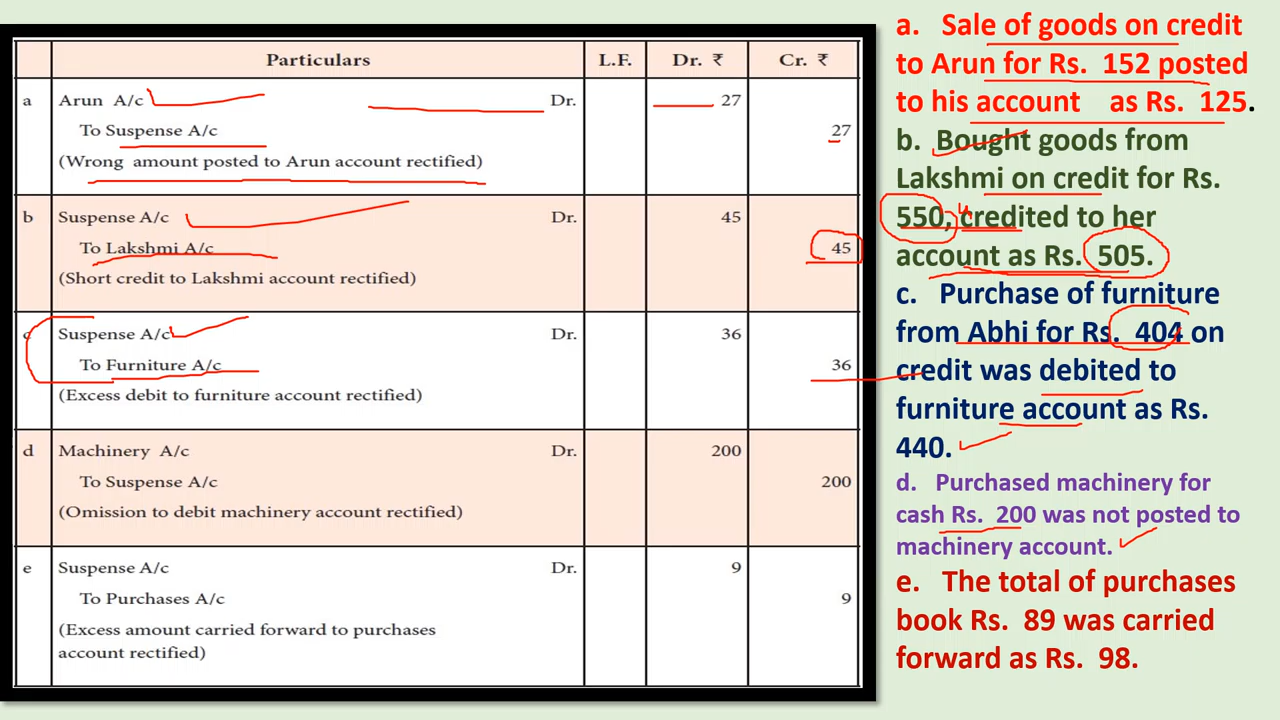 Particulars L.F. Dr. ₹ Cr. ₹
a Arun A/c Dr. 27
To Suspense A/c 27
(Wrong amount posted to Arun account rectified)
b Suspense A/c Dr. 45
To Lakshmi A/c 45
(Short credit to Lakshmi account rectified)
c Suspense A/c Dr. 36
To Furniture A/c 36
(Excess debit to furniture account rectified)
d Machinery A/c Dr. 200
To Suspense A/c 200
(Omission to debit machinery account rectified)
e Suspense A/c Dr. 9
To Purchases A/c 9
(Excess amount carried forward to purchases
account rectified)
a. Sale of goods on credit
to Arun for Rs. 152 posted
to his account as Rs. 125.
b. Bought goods from
Lakshmi on credit for Rs.
550, credited to her
account as Rs. 505.
c. Purchase of furniture
from Abhi for Rs. 404 on
credit was debited to
furniture account as Rs.
440.
d. Purchased machinery for
cash Rs. 200 was not posted to
machinery account.
e. The total of purchases
book Rs. 89 was carried
forward as Rs. 98.